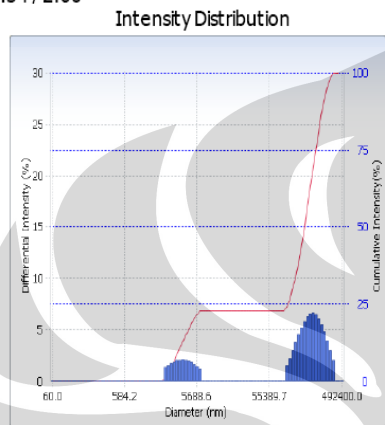 Intensity Distribution
30
25
20
15
10
5
0
Differential Intensity (%)
100
75
50
25
0
Cumulative Intensity(%)
60.0 584.2 5688.6 55389.7 492400.0
Diameter (nm)